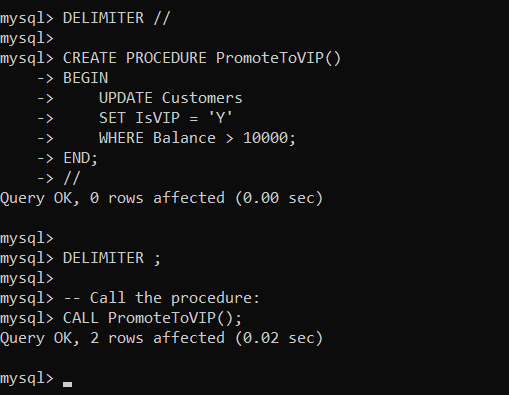 mysql> DELIMITER //
mysql>
mysql> CREATE PROCEDURE PromoteToVIP()
    -> BEGIN
    ->     UPDATE Customers
    ->     SET IsVIP = 'Y'
    ->     WHERE Balance > 10000;
    -> END;
    -> //
Query OK, 0 rows affected (0.00 sec)

mysql>
mysql> DELIMITER ;
mysql>
mysql> -- Call the procedure:
mysql> CALL PromoteToVIP();
Query OK, 2 rows affected (0.02 sec)

mysql>